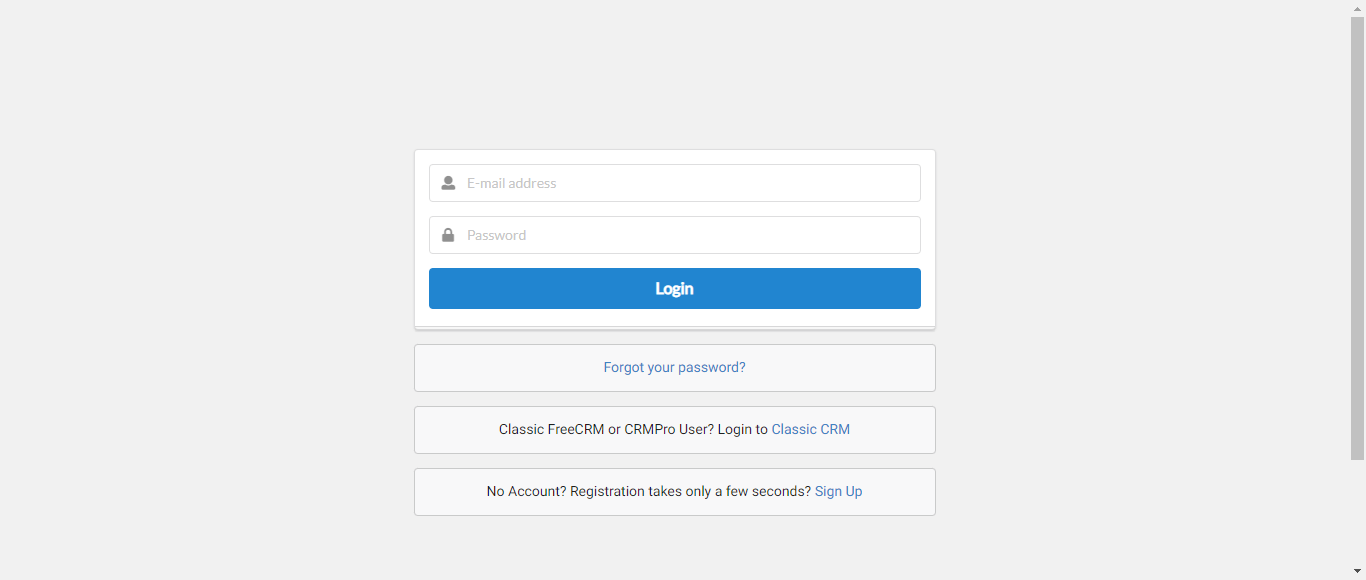 E-mail address
Password
Login
Forgot your password?
Classic FreeCRM or CRMPro User? Login to Classic CRM
No Account? Registration takes only a few seconds? Sign Up